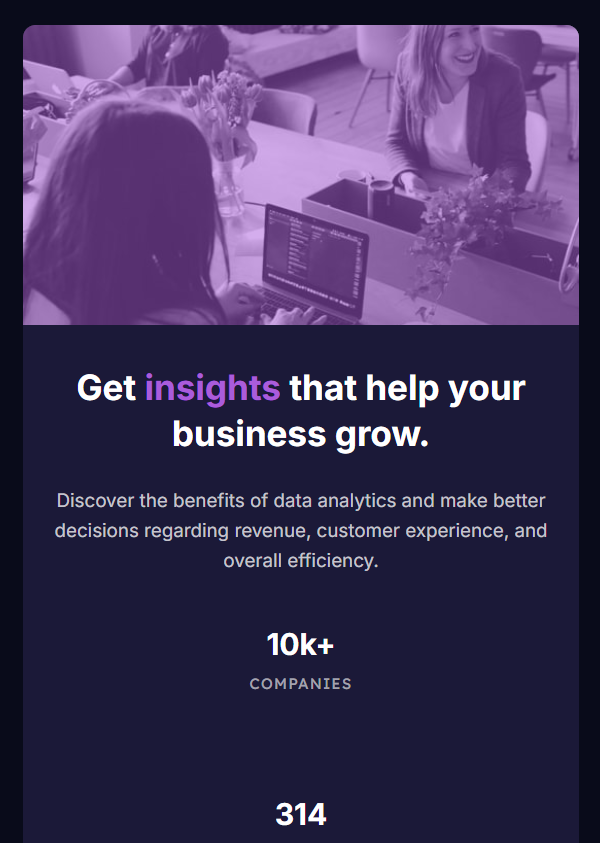 Get insights that help your
business grow.
Discover the benefits of data analytics and make better
decisions regarding revenue, customer experience, and
overall efficiency.
10k+
COMPANIES
314